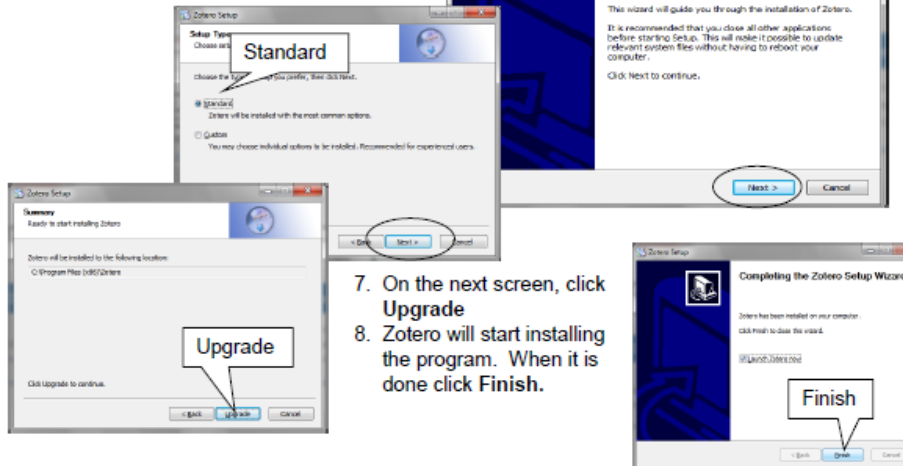 Zotero Setup
Setup Type
Choose
Standard
Choose the
you prefer, then click Next.
Standard
Zotero will be installed with the most common options.
Custom
You may choose individual options to be installed. Recommended for experienced users.
< Back Next > Cancel
This wizard will guide you through the installation of Zotero.
It is recommended that you close all other applications
before starting Setup. This will make it possible to update
relevant system files without having to reboot your
computer.
Click Next to continue.
Next > Cancel
Zotero Setup
Summary
Ready to start installing Zotero
Zotero will be installed to the following location:
C:\Program Files (x86)\Zotero
Upgrade
Click Upgrade to continue.
< Back Upgrade Cancel
7. On the next screen, click
Upgrade
8. Zotero will start installing
the program. When it is
done click Finish.
Zotero Setup
Completing the Zotero Setup Wizard
Zotero has been installed on your computer.
Click Finish to close this wizard.
Launch Zotero now
Finish
< Back Finish Cancel